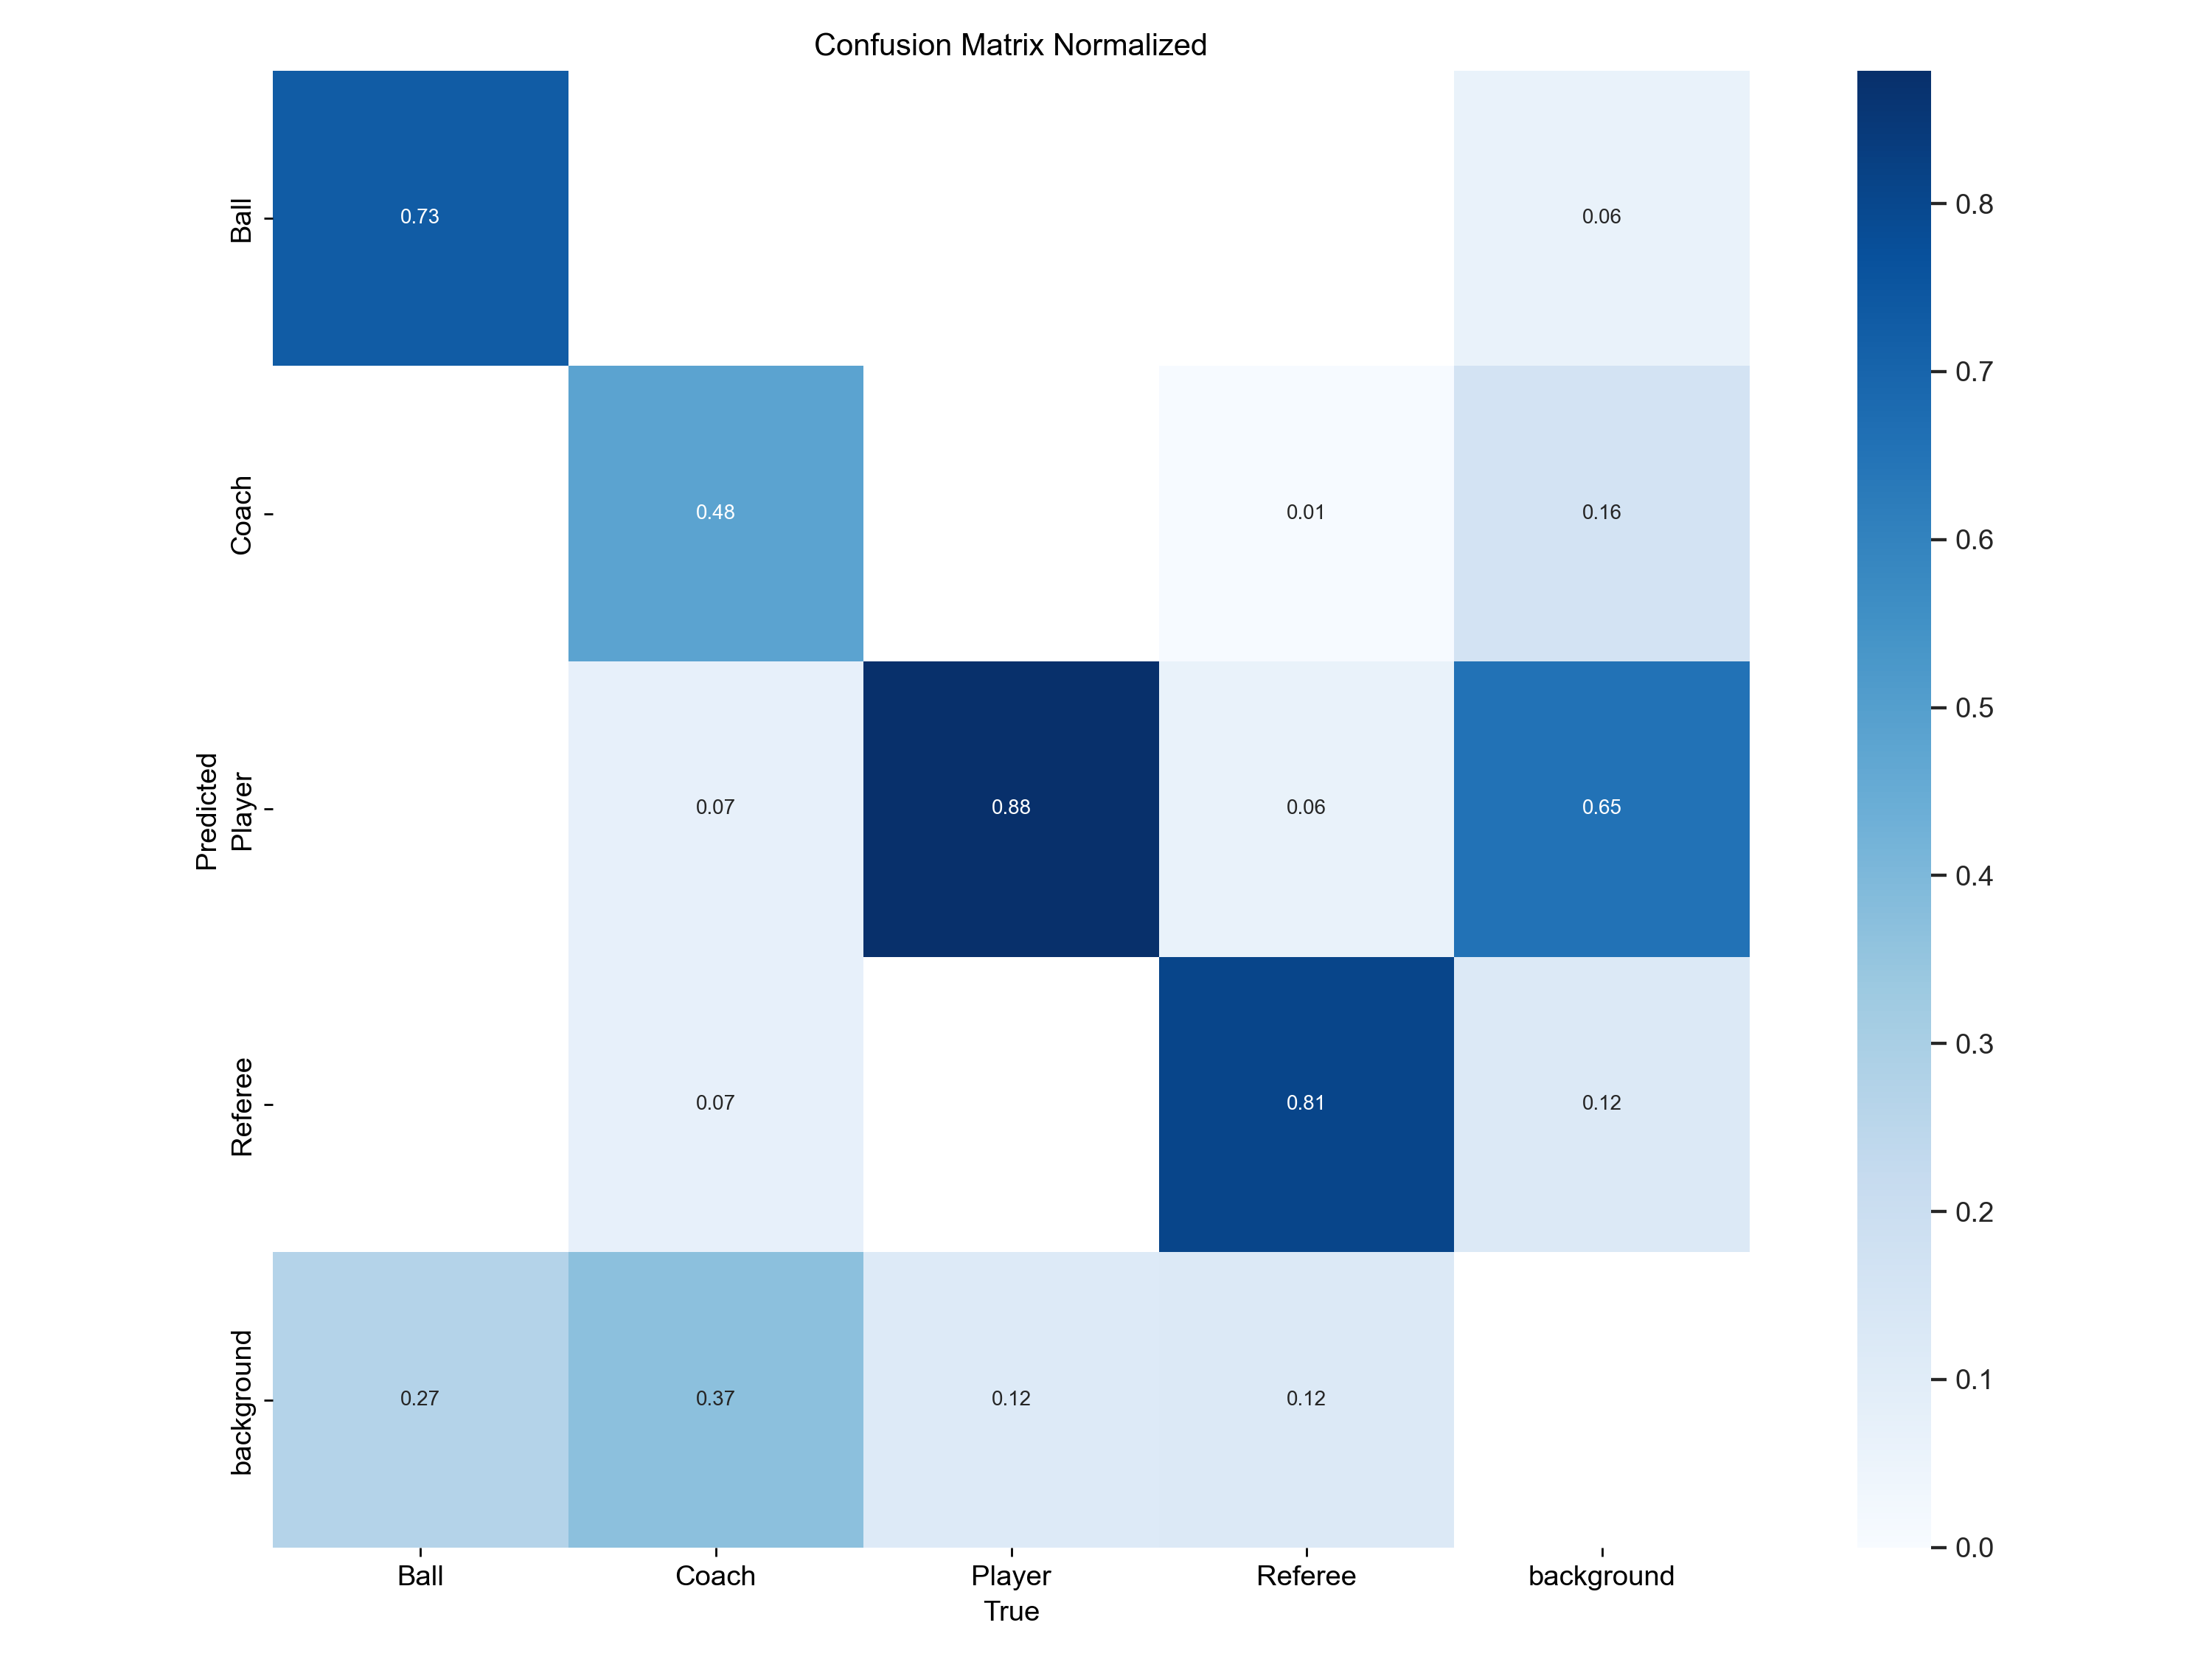 Confusion Matrix Normalized
Ball
0.73
0.06
0.8
0.7
Coach
0.48
0.01
0.16
0.6
0.5
Predicted
Player
0.07
0.88
0.06
0.65
0.4
Referee
0.07
0.81
0.12
0.3
0.2
background
0.27
0.37
0.12
0.12
0.1
0.0
Ball
Coach
Player
Referee
background
True